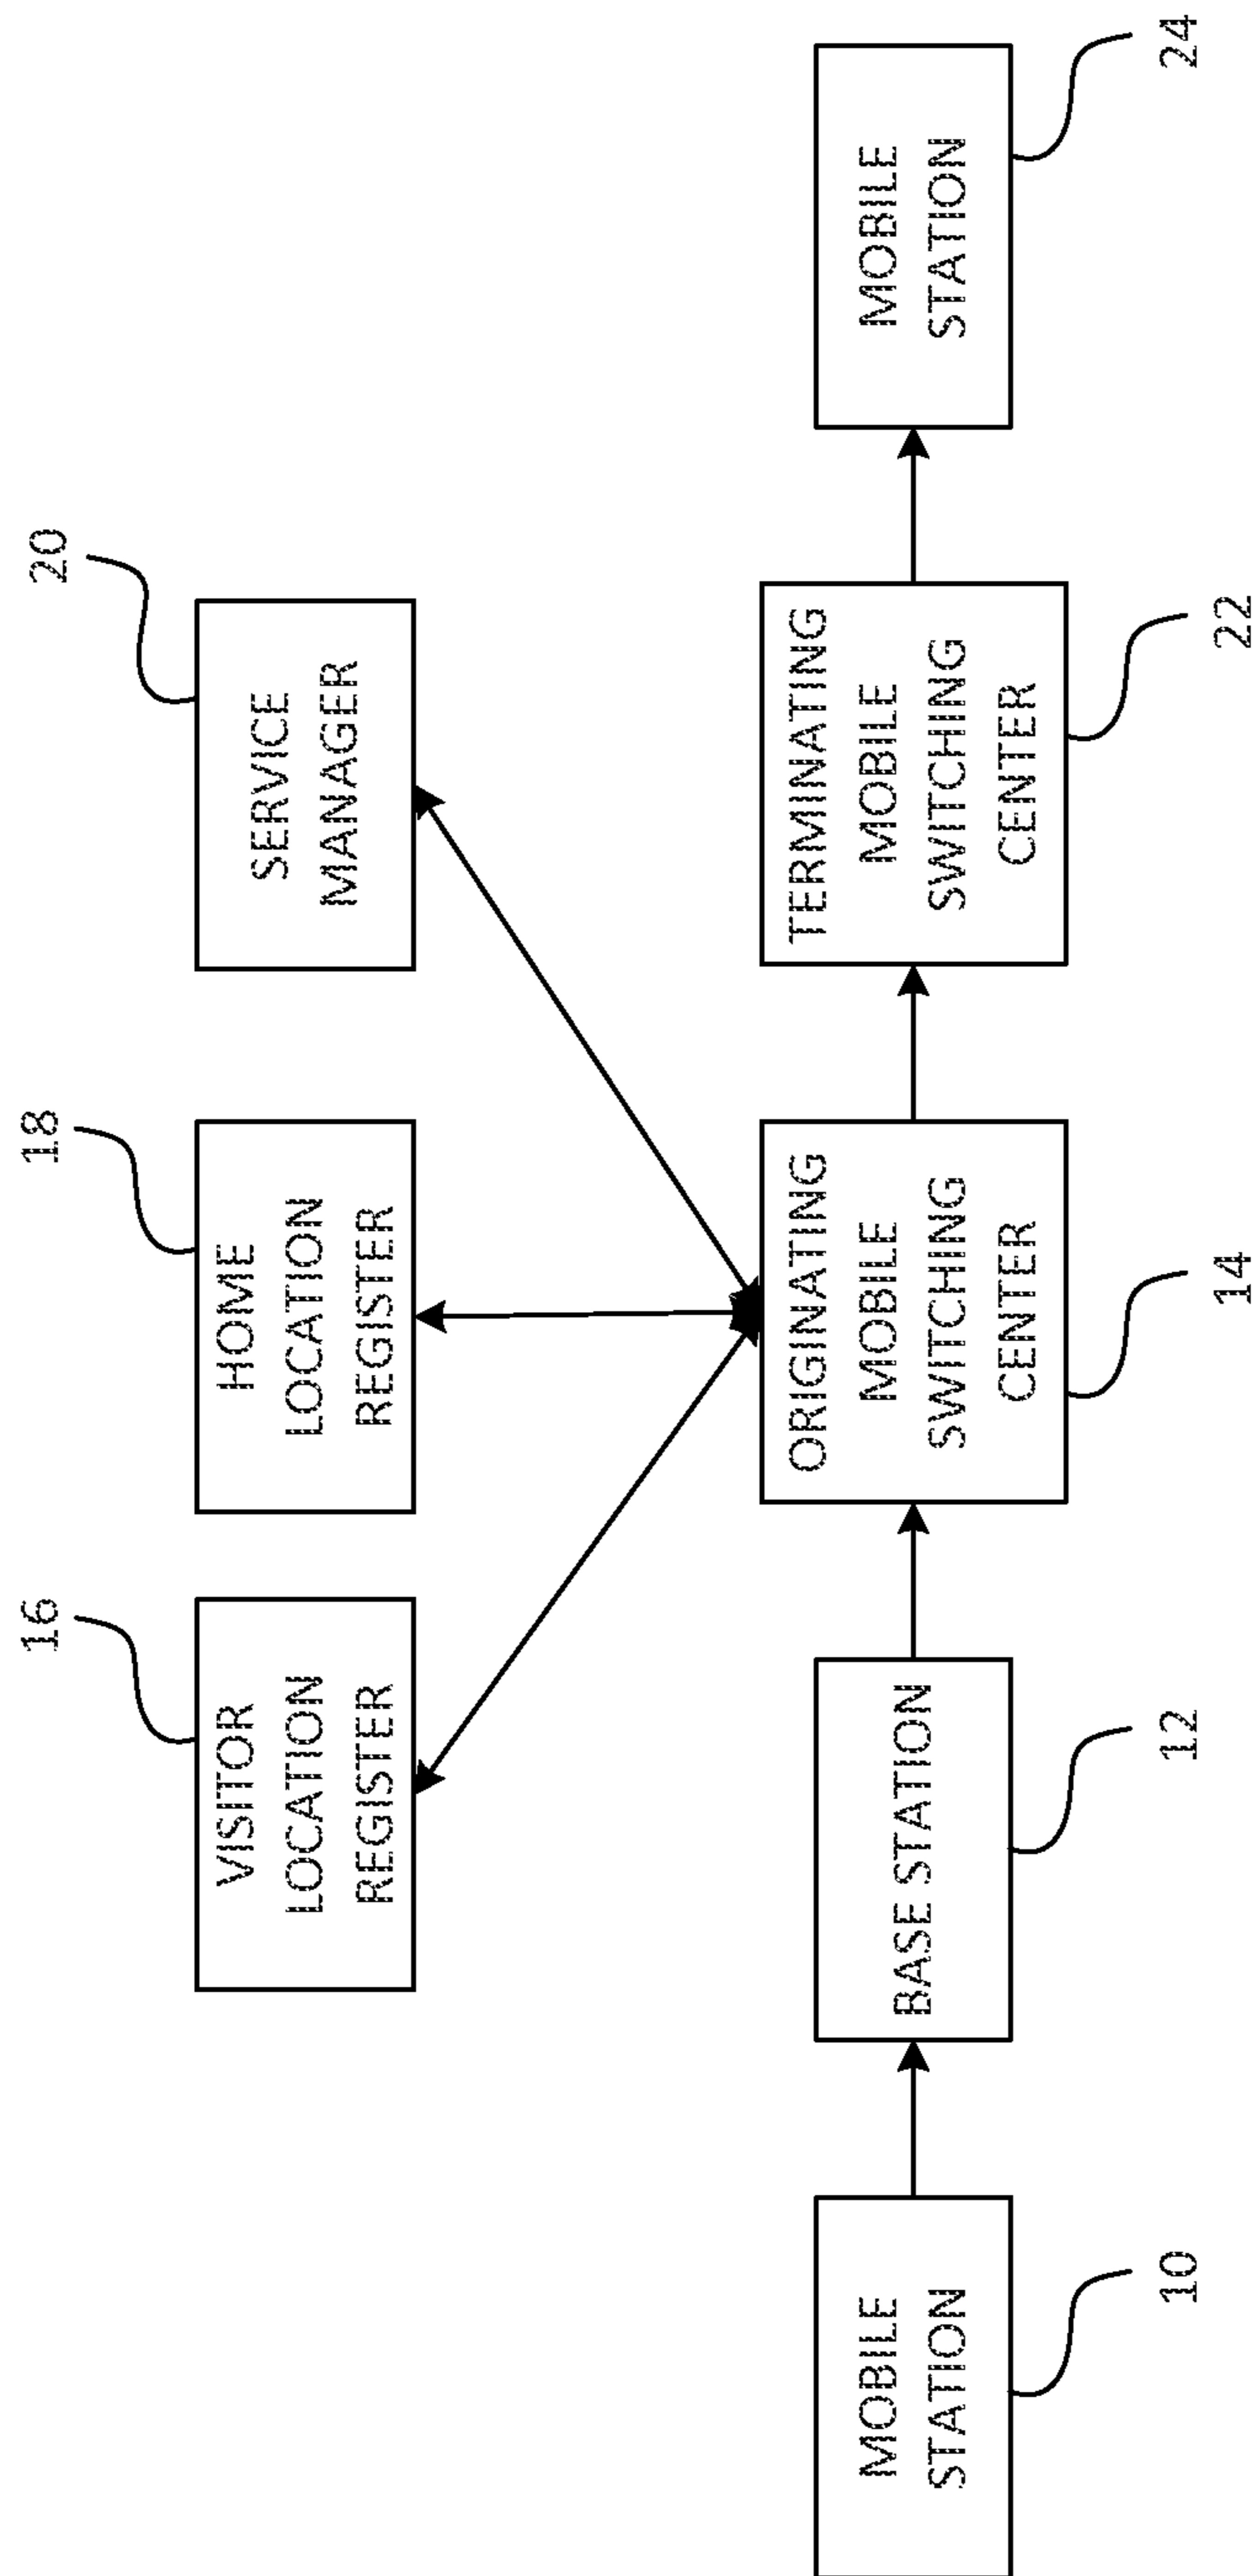 16
18
20
VISITOR
LOCATION
REGISTER
HOME
LOCATION
REGISTER
SERVICE
MANAGER
MOBILE
STATION
BASE STATION
ORIGINATING
MOBILE
SWITCHING
CENTER
TERMINATING
MOBILE
SWITCHING
CENTER
MOBILE
STATION
10
12
14
22
24